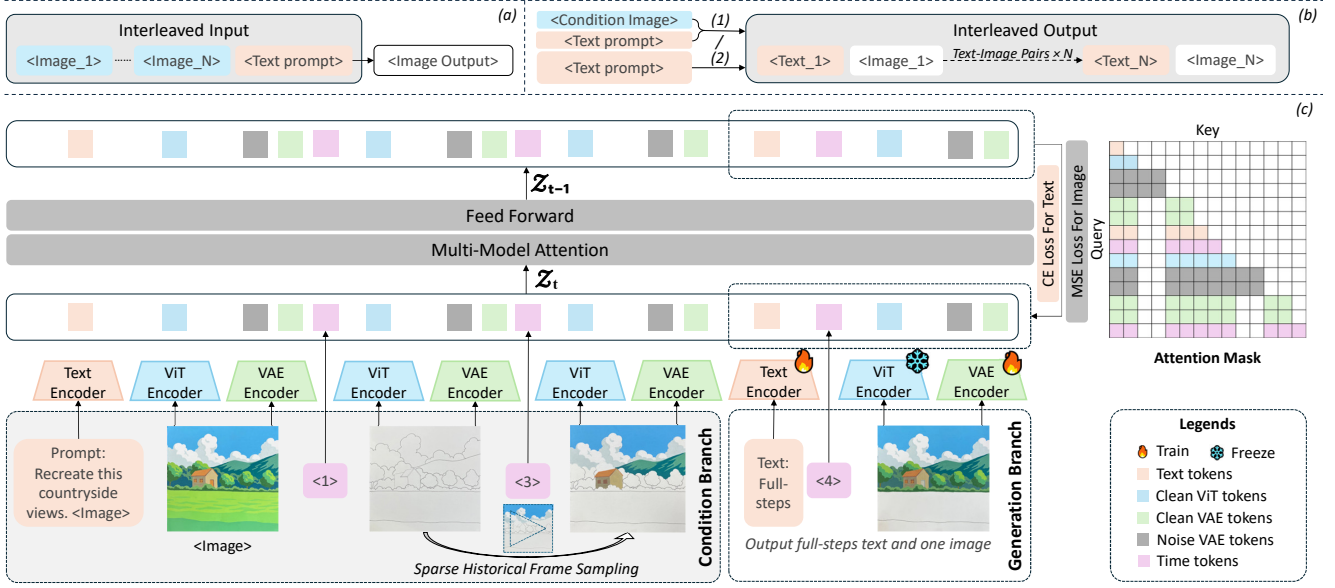 (a)
Interleaved Input
<Image_1> ...... <Image_N> <Text prompt> <Image Output>
(b)
<Condition Image> (1)
<Text prompt>
/
<Text prompt> (2)
Interleaved Output
<Text_1> <Image_1> Text-Image Pairs × N <Text_N> <Image_N>
(c)
𝒵t−1
Feed Forward
Multi-Model Attention
𝒵t
CE Loss For Text
MSE Loss For Image
Key
Query
Attention Mask
Text Encoder
ViT Encoder
VAE Encoder
ViT Encoder
VAE Encoder
ViT Encoder
VAE Encoder
Text Encoder
ViT Encoder
VAE Encoder
Prompt:
Recreate this
countryside
views. <Image>
<Image>
<1>
<3>
Sparse Historical Frame Sampling
Condition Branch
Text:
Full-
steps
<4>
Output full-steps text and one image
Generation Branch
Legends
Train Freeze
Text tokens
Clean ViT tokens
Clean VAE tokens
Noise VAE tokens
Time tokens